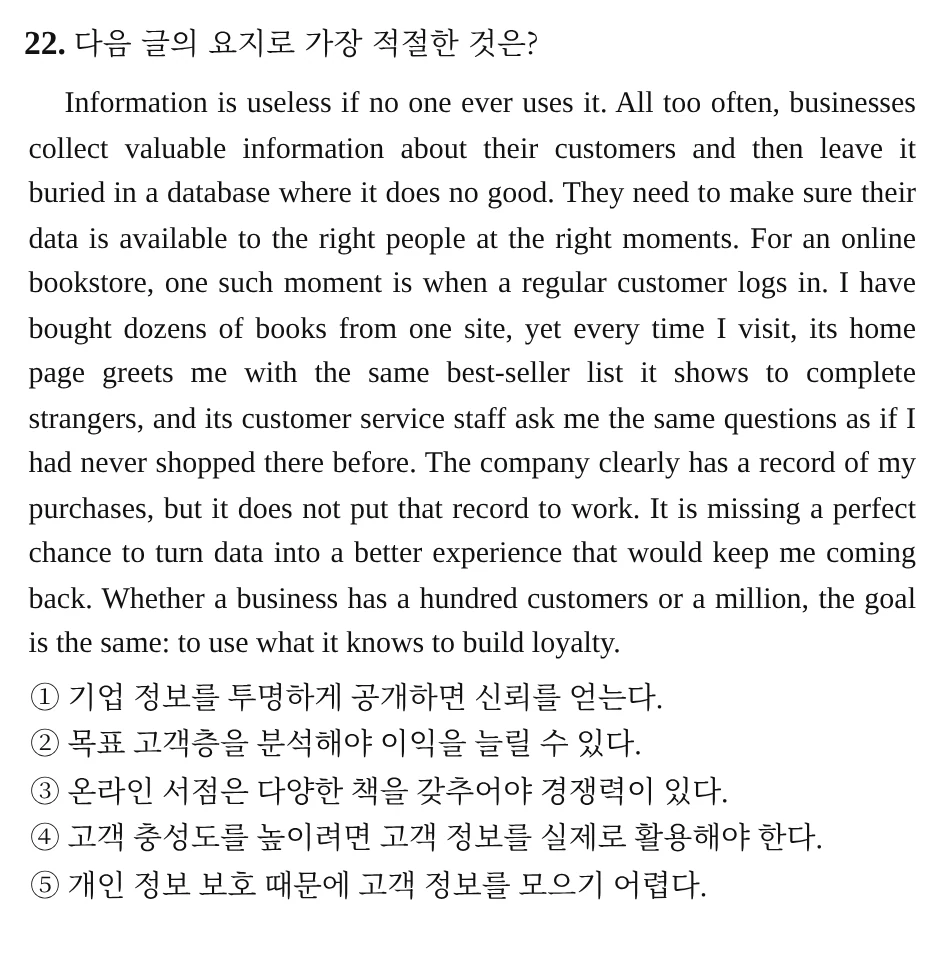 22. 다음 글의 요지로 가장 적절한 것은?
Information is useless if no one ever uses it. All too often, businesses
collect valuable information about their customers and then leave it
buried in a database where it does no good. They need to make sure their
data is available to the right people at the right moments. For an online
bookstore, one such moment is when a regular customer logs in. I have
bought dozens of books from one site, yet every time I visit, its home
page greets me with the same best-seller list it shows to complete
strangers, and its customer service staff ask me the same questions as if I
had never shopped there before. The company clearly has a record of my
purchases, but it does not put that record to work. It is missing a perfect
chance to turn data into a better experience that would keep me coming
back. Whether a business has a hundred customers or a million, the goal
is the same: to use what it knows to build loyalty.
① 기업 정보를 투명하게 공개하면 신뢰를 얻는다.
② 목표 고객층을 분석해야 이익을 늘릴 수 있다.
③ 온라인 서점은 다양한 책을 갖추어야 경쟁력이 있다.
④ 고객 충성도를 높이려면 고객 정보를 실제로 활용해야 한다.
⑤ 개인 정보 보호 때문에 고객 정보를 모으기 어렵다.